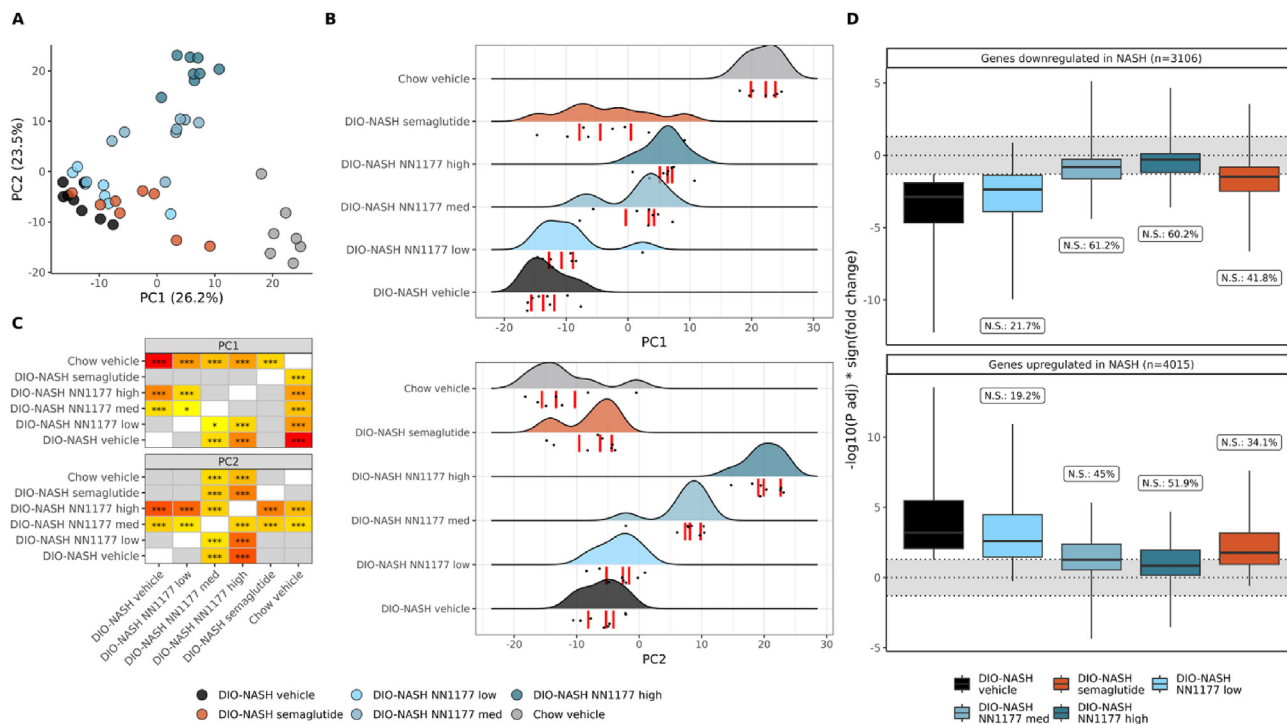 A
PC2 (23.5%)
20
10
0
-10
-20
-10
0
10
20
PC1 (26.2%)
B
Chow vehicle
DIO-NASH semaglutide
DIO-NASH NN1177 high
DIO-NASH NN1177 med
DIO-NASH NN1177 low
DIO-NASH vehicle
-20
-10
0
10
20
30
PC1
Chow vehicle
DIO-NASH semaglutide
DIO-NASH NN1177 high
DIO-NASH NN1177 med
DIO-NASH NN1177 low
DIO-NASH vehicle
-20
-10
0
10
20
PC2
C
PC1
Chow vehicle *** *** *** *** ***
DIO-NASH semaglutide ***
DIO-NASH NN1177 high *** *** ***
DIO-NASH NN1177 med *** * ***
DIO-NASH NN1177 low * *** ***
DIO-NASH vehicle *** *** ***
PC2
Chow vehicle *** ***
DIO-NASH semaglutide *** ***
DIO-NASH NN1177 high *** *** *** ***
DIO-NASH NN1177 med *** *** *** ***
DIO-NASH NN1177 low *** ***
DIO-NASH vehicle *** ***
DIO-NASH vehicle
DIO-NASH NN1177 low
DIO-NASH NN1177 med
DIO-NASH NN1177 high
DIO-NASH semaglutide
Chow vehicle
DIO-NASH vehicle
DIO-NASH NN1177 low
DIO-NASH NN1177 high
DIO-NASH semaglutide
DIO-NASH NN1177 med
Chow vehicle
D
-log10(P adj) * sign(fold change)
Genes downregulated in NASH (n=3106)
5
0
-5
-10
N.S.: 21.7%
N.S.: 61.2%
N.S.: 60.2%
N.S.: 41.8%
Genes upregulated in NASH (n=4015)
10
5
0
-5
N.S.: 19.2%
N.S.: 45%
N.S.: 51.9%
N.S.: 34.1%
DIO-NASH
vehicle
DIO-NASH
semaglutide
DIO-NASH
NN1177 low
DIO-NASH
NN1177 med
DIO-NASH
NN1177 high